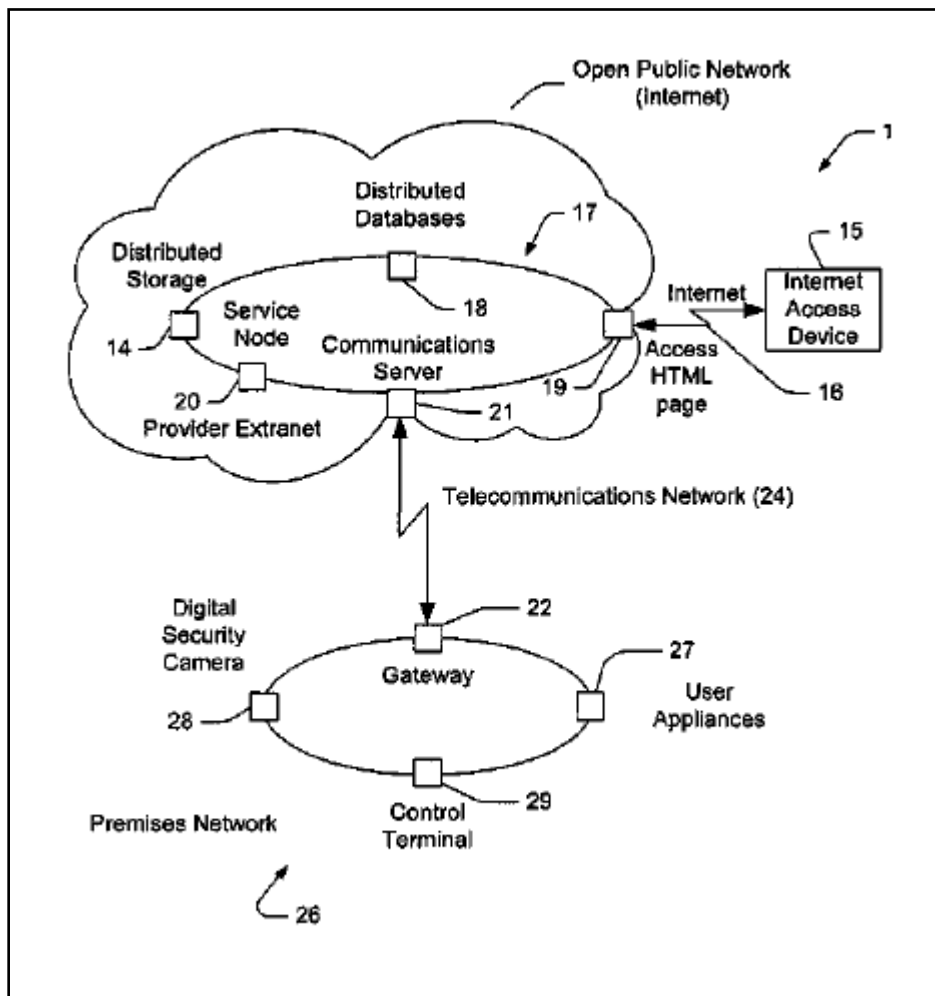 Open Public Network
(Internet)
1
Distributed
Databases
17
15
Distributed
Storage
Internet
Access
Device
Internet
Service
Node
18
14
Communications
Server
Access
HTML
page
19
16
20
21
Provider Extranet
Telecommunications Network (24)
Digital
Security
Camera
22
27
Gateway
User
Appliances
28
29
Control
Terminal
Premises Network
26